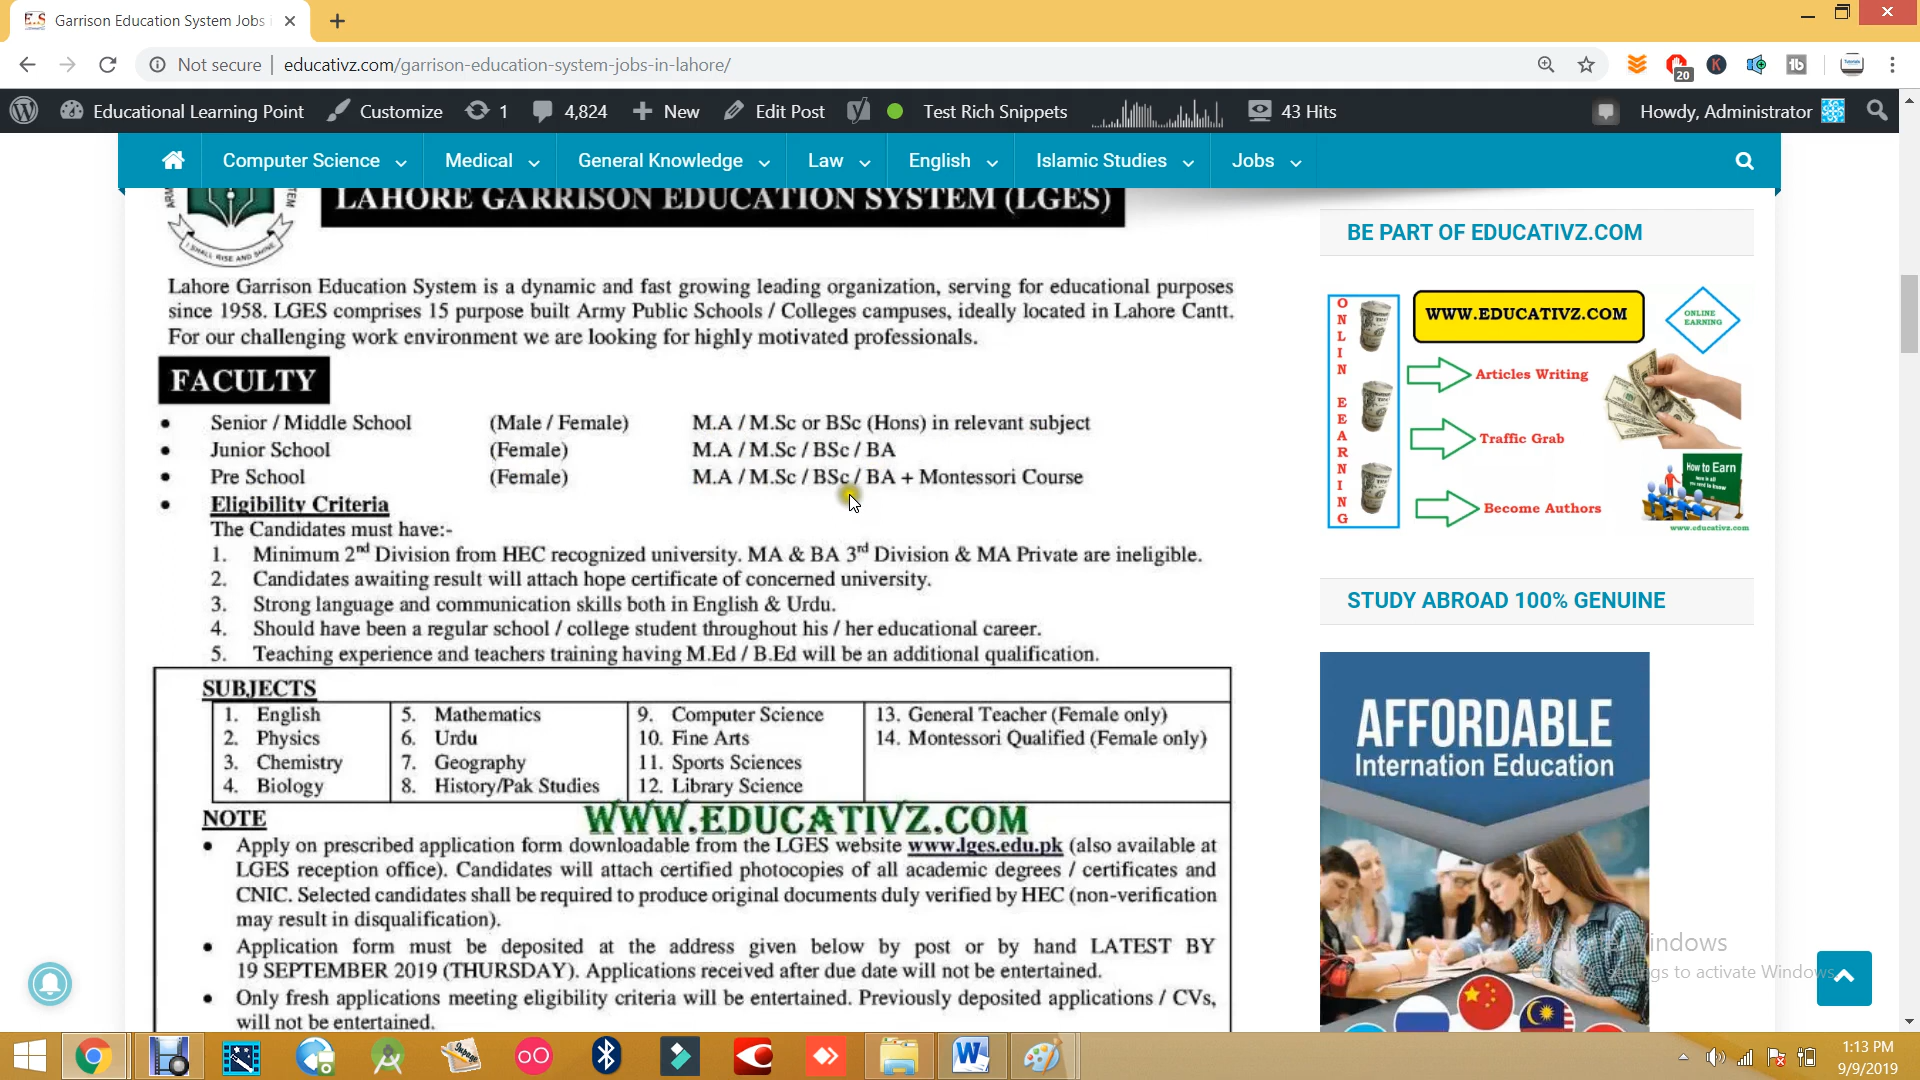 E.S Garrison Education System Jobs i
Not secure | educativz.com/garrison-education-system-jobs-in-lahore/
20
K
Educational Learning Point Customize 1 4,824 New Edit Post Test Rich Snippets 43 Hits Howdy, Administrator
Computer Science Medical General Knowledge Law English Islamic Studies Jobs
LAHORE GARRISON EDUCATION SYSTEM (LGES)
I SHALL RISE AND SHINE
Lahore Garrison Education System is a dynamic and fast growing leading organization, serving for educational purposes
since 1958. LGES comprises 15 purpose built Army Public Schools / Colleges campuses, ideally located in Lahore Cantt.
For our challenging work environment we are looking for highly motivated professionals.
FACULTY
• Senior / Middle School (Male / Female) M.A / M.Sc or BSc (Hons) in relevant subject
• Junior School (Female) M.A / M.Sc / BSc / BA
• Pre School (Female) M.A / M.Sc / BSc / BA + Montessori Course
• Eligibility Criteria
The Candidates must have:-
1. Minimum 2nd Division from HEC recognized university. MA & BA 3rd Division & MA Private are ineligible.
2. Candidates awaiting result will attach hope certificate of concerned university.
3. Strong language and communication skills both in English & Urdu.
4. Should have been a regular school / college student throughout his / her educational career.
5. Teaching experience and teachers training having M.Ed / B.Ed will be an additional qualification.
SUBJECTS
1. English 5. Mathematics 9. Computer Science 13. General Teacher (Female only)
2. Physics 6. Urdu 10. Fine Arts 14. Montessori Qualified (Female only)
3. Chemistry 7. Geography 11. Sports Sciences
4. Biology 8. History/Pak Studies 12. Library Science
WWW.EDUCATIVZ.COM
NOTE
• Apply on prescribed application form downloadable from the LGES website www.lges.edu.pk (also available at
LGES reception office). Candidates will attach certified photocopies of all academic degrees / certificates and
CNIC. Selected candidates shall be required to produce original documents duly verified by HEC (non-verification
may result in disqualification).
• Application form must be deposited at the address given below by post or by hand LATEST BY
19 SEPTEMBER 2019 (THURSDAY). Applications received after due date will not be entertained.
• Only fresh applications meeting eligibility criteria will be entertained. Previously deposited applications / CVs,
will not be entertained.
BE PART OF EDUCATIVZ.COM
ONLIN EEARNING
WWW.EDUCATIVZ.COM
ONLINE
EARNING
Articles Writing
Traffic Grab
Become Authors
How to Earn
www.educativz.com
STUDY ABROAD 100% GENUINE
AFFORDABLE
Internation Education
indows
gs to activate Windows
1:13 PM
9/9/2019